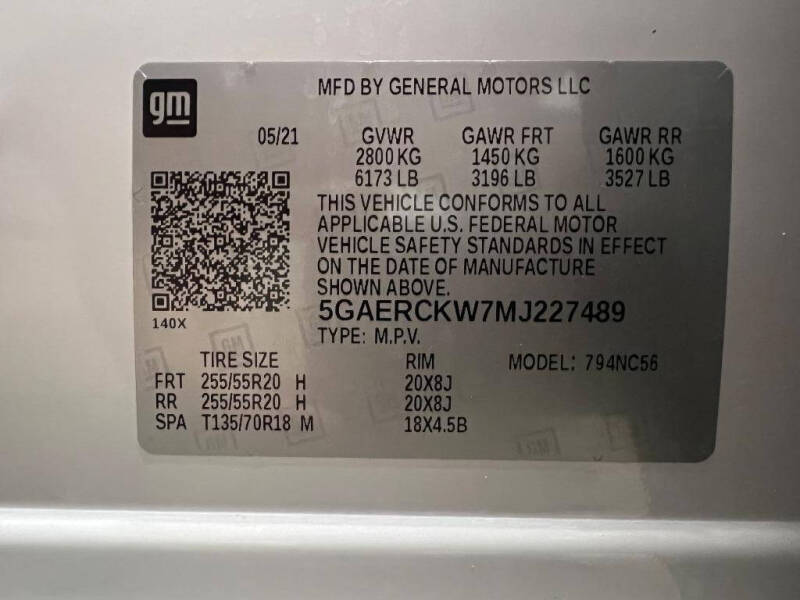 gm
MFD BY GENERAL MOTORS LLC
05/21 GVWR GAWR FRT GAWR RR
2800 KG 1450 KG 1600 KG
6173 LB 3196 LB 3527 LB
THIS VEHICLE CONFORMS TO ALL
APPLICABLE U.S. FEDERAL MOTOR
VEHICLE SAFETY STANDARDS IN EFFECT
ON THE DATE OF MANUFACTURE
SHOWN ABOVE.
5GAERCKW7MJ227489
140X
TYPE: M.P.V.
TIRE SIZE RIM MODEL: 794NC56
FRT 255/55R20 H 20X8J
RR 255/55R20 H 20X8J
SPA T135/70R18 M 18X4.5B